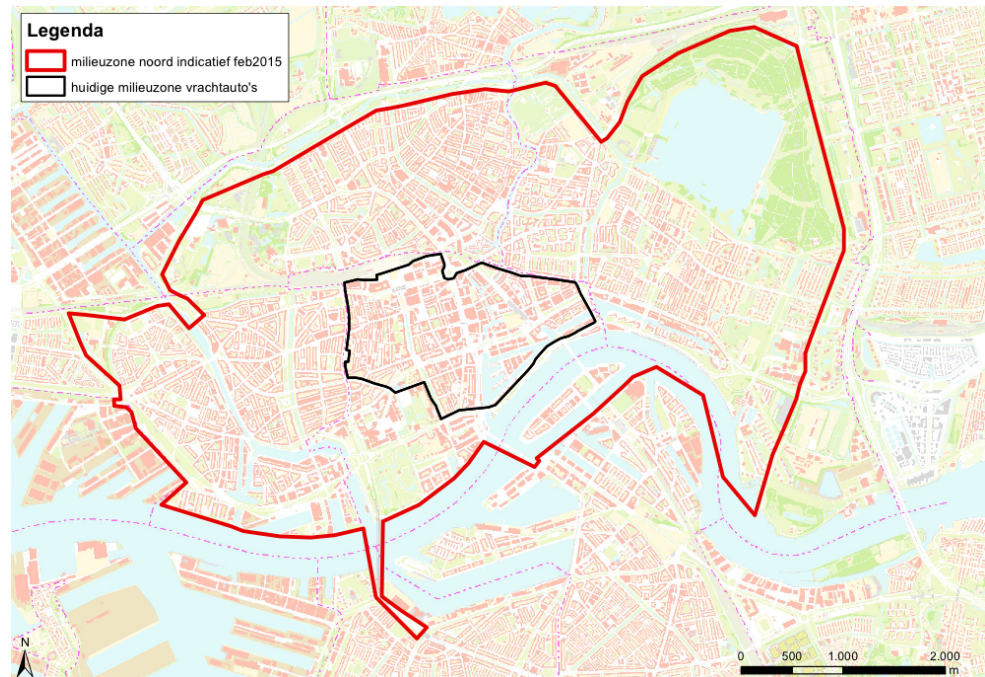 Legenda
milieuzone noord indicatief feb2015
huidige milieuzone vrachtauto's
N
0 500 1.000 2.000
m